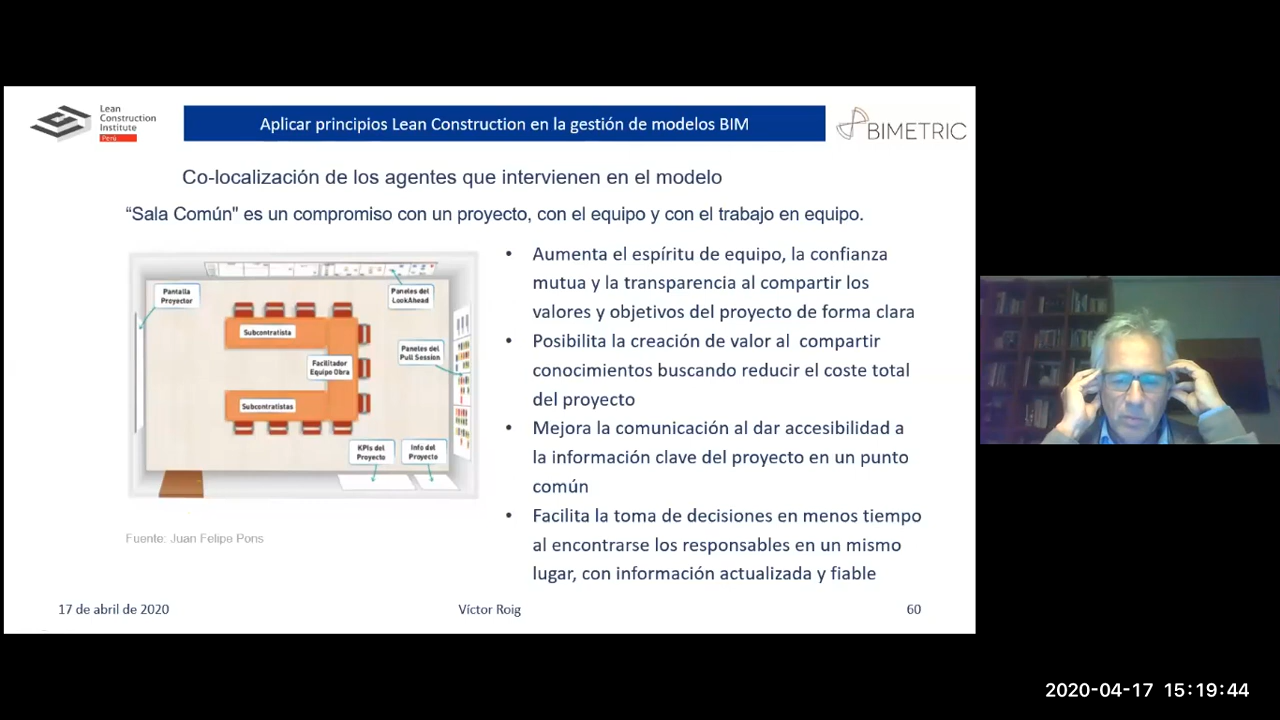 Lean
Construction
Institute
Perú
Aplicar principios Lean Construction en la gestión de modelos BIM
BIMETRIC
Co-localización de los agentes que intervienen en el modelo
“Sala Común" es un compromiso con un proyecto, con el equipo y con el trabajo en equipo.
Pantalla
Proyector
Paneles del
LookAhead
Subcontratista
Paneles del
Pull Session
Facilitador
Equipo Obra
Subcontratistas
KPIs del
Proyecto
Info del
Proyecto
Fuente: Juan Felipe Pons
• Aumenta el espíritu de equipo, la confianza
mutua y la transparencia al compartir los
valores y objetivos del proyecto de forma clara
• Posibilita la creación de valor al compartir
conocimientos buscando reducir el coste total
del proyecto
• Mejora la comunicación al dar accesibilidad a
la información clave del proyecto en un punto
común
• Facilita la toma de decisiones en menos tiempo
al encontrarse los responsables en un mismo
lugar, con información actualizada y fiable
17 de abril de 2020
Víctor Roig
60
2020-04-17 15:19:44